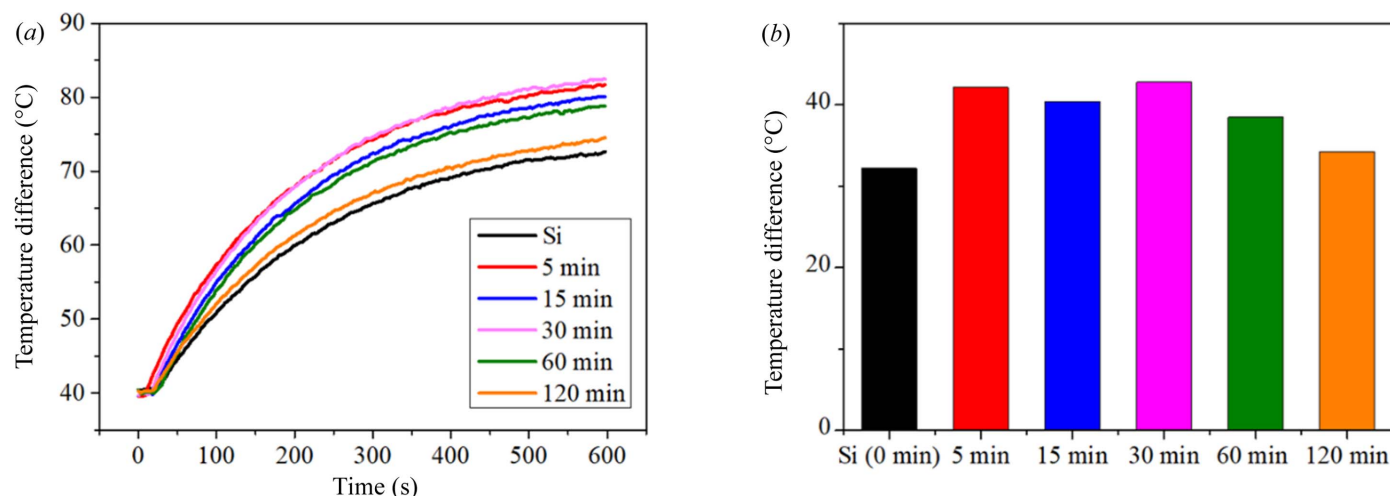 (a)
90
80
70
60
50
40
Temperature difference (°C)
0 100 200 300 400 500 600
Time (s)
Si
5 min
15 min
30 min
60 min
120 min
(b)
40
20
0
Temperature difference (°C)
Si (0 min) 5 min 15 min 30 min 60 min 120 min